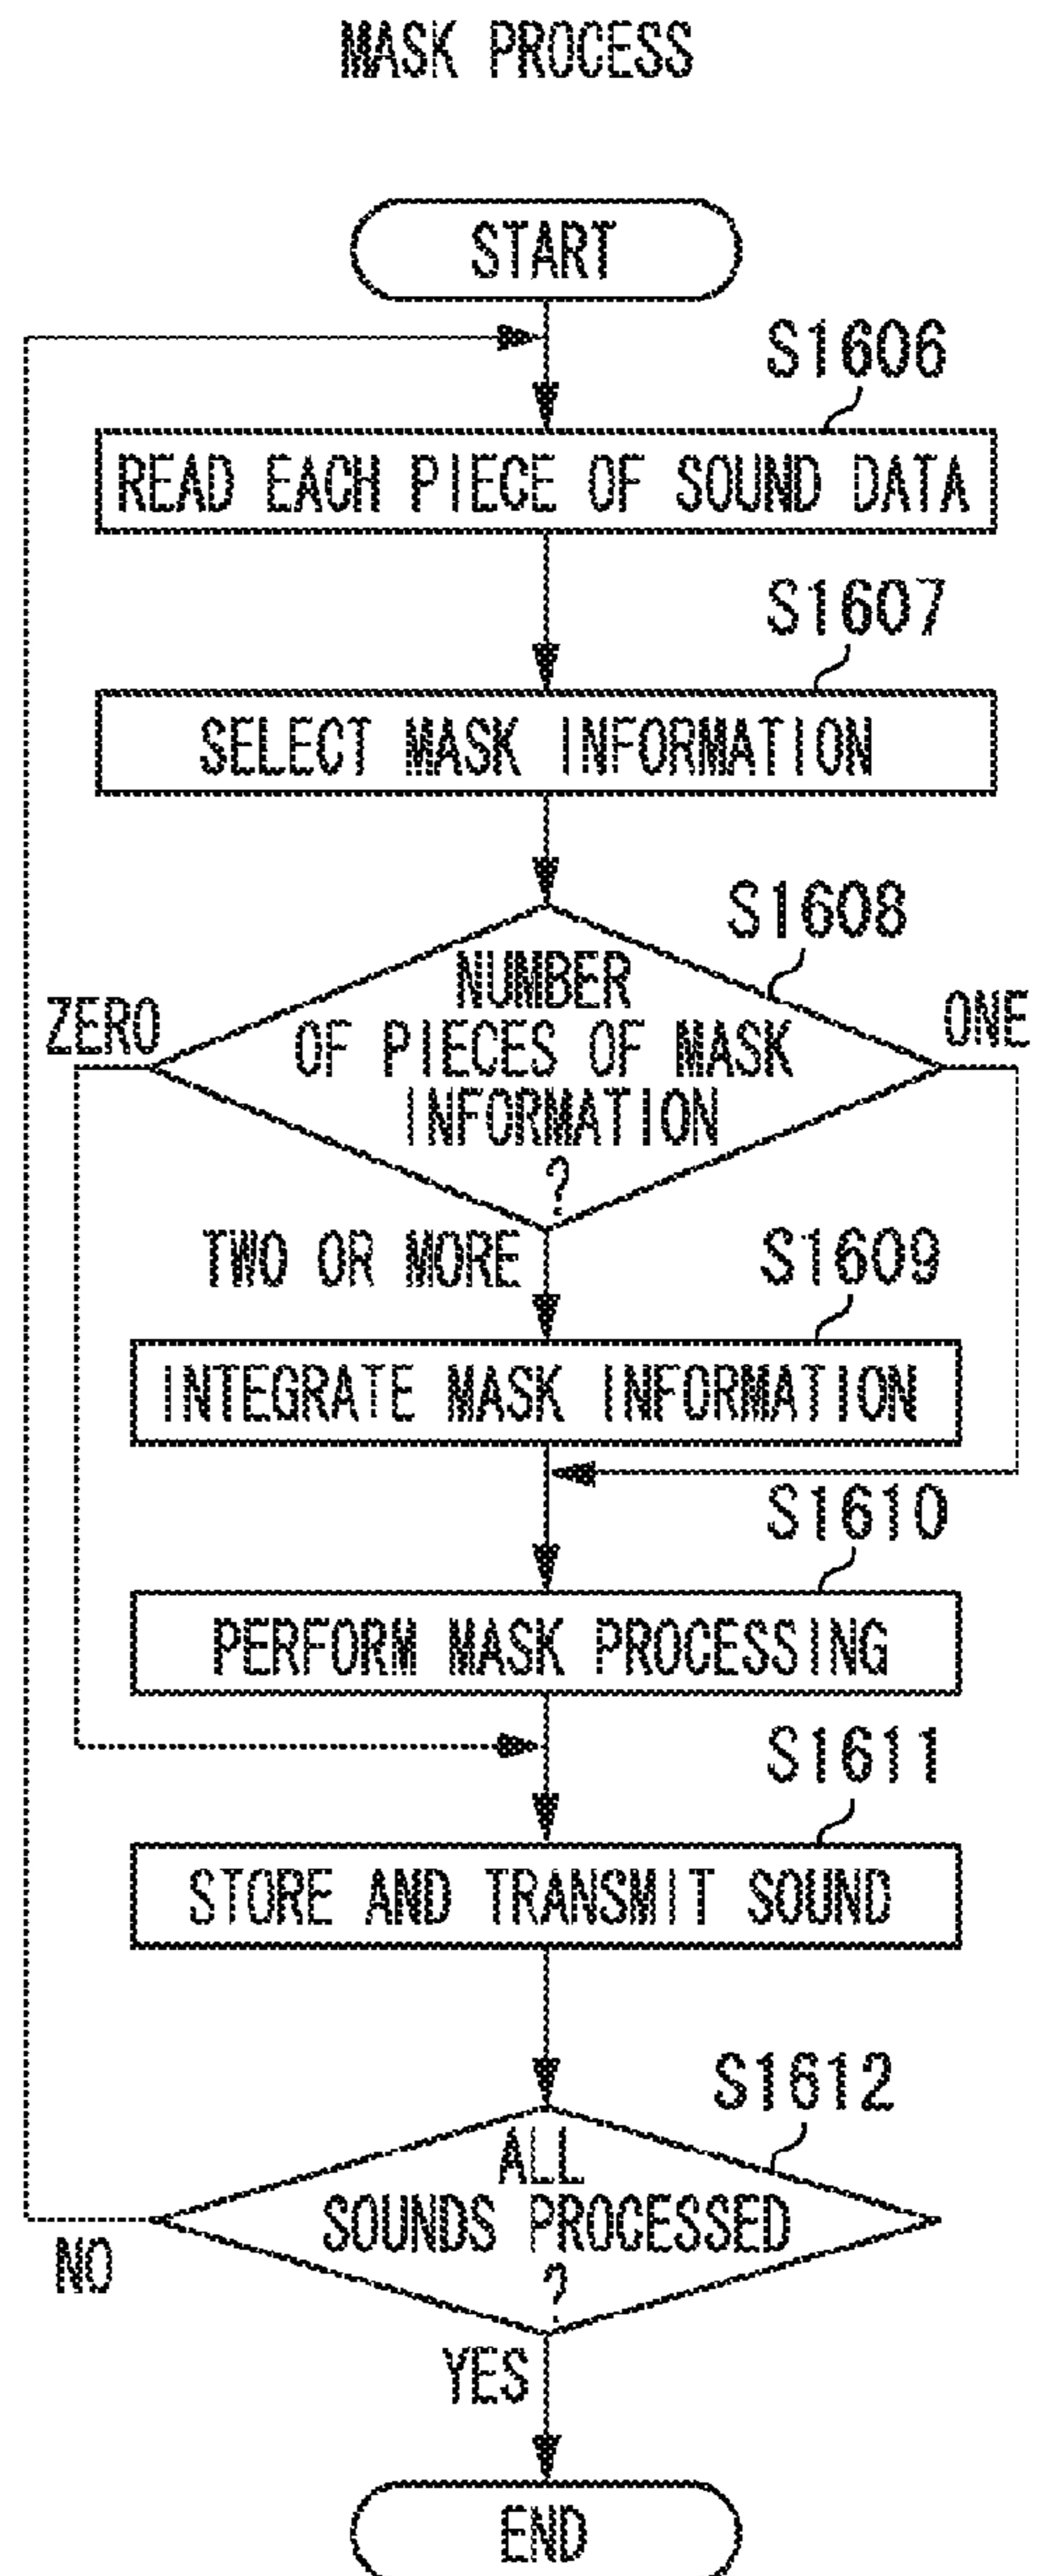 MASK PROCESS
START
S1606
READ EACH PIECE OF SOUND DATA
S1607
SELECT MASK INFORMATION
S1608
NUMBER
OF PIECES OF MASK
INFORMATION
?
ZERO
ONE
TWO OR MORE
S1609
INTEGRATE MASK INFORMATION
S1610
PERFORM MASK PROCESSING
S1611
STORE AND TRANSMIT SOUND
S1612
ALL
SOUNDS PROCESSED
?
NO
YES
END